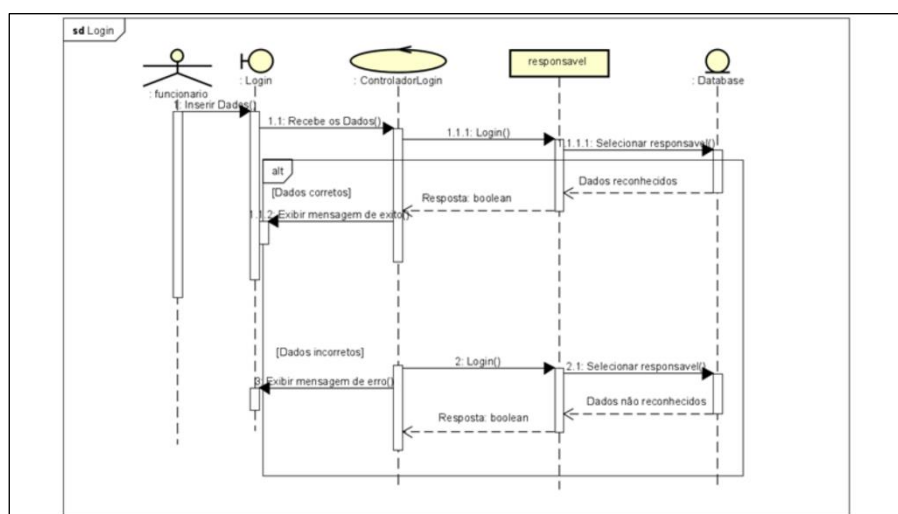 sd Login
responsavel
: funcionario
: Login
: ControladorLogin
: Database
1: Inserir Dados()
1.1: Recebe os Dados()
1.1.1: Login()
1.1.1.1: Selecionar responsavel()
alt
[Dados corretos]
Dados reconhecidos
Resposta: boolean
1.1.2: Exibir mensagem de exito()
[Dados incorretos]
2: Login()
2.1: Selecionar responsavel()
3: Exibir mensagem de erro()
Dados não reconhecidos
Resposta: boolean